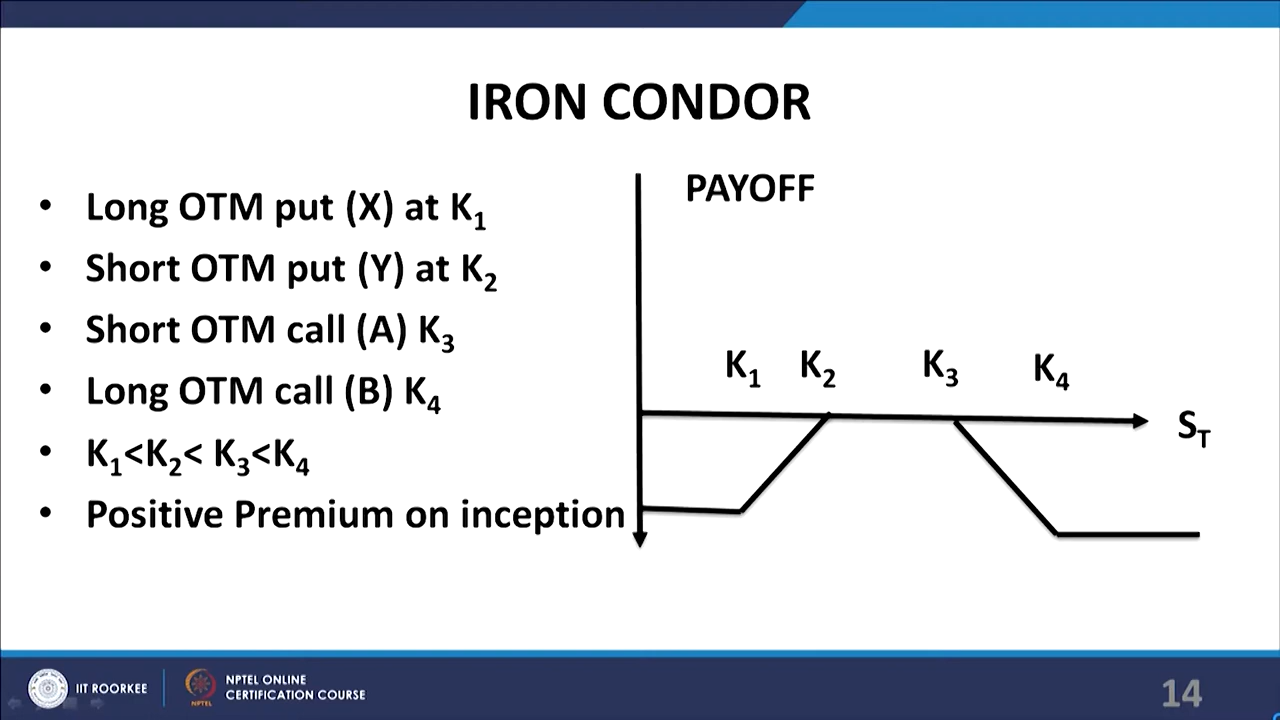 IRON CONDOR
• Long OTM put (X) at K₁
• Short OTM put (Y) at K₂
• Short OTM call (A) K₃
• Long OTM call (B) K₄
• K₁<K₂< K₃<K₄
• Positive Premium on inception
PAYOFF
K₁ K₂ K₃ K₄
S_T
IIT ROORKEE
NPTEL ONLINE
CERTIFICATION COURSE
NPTEL
14